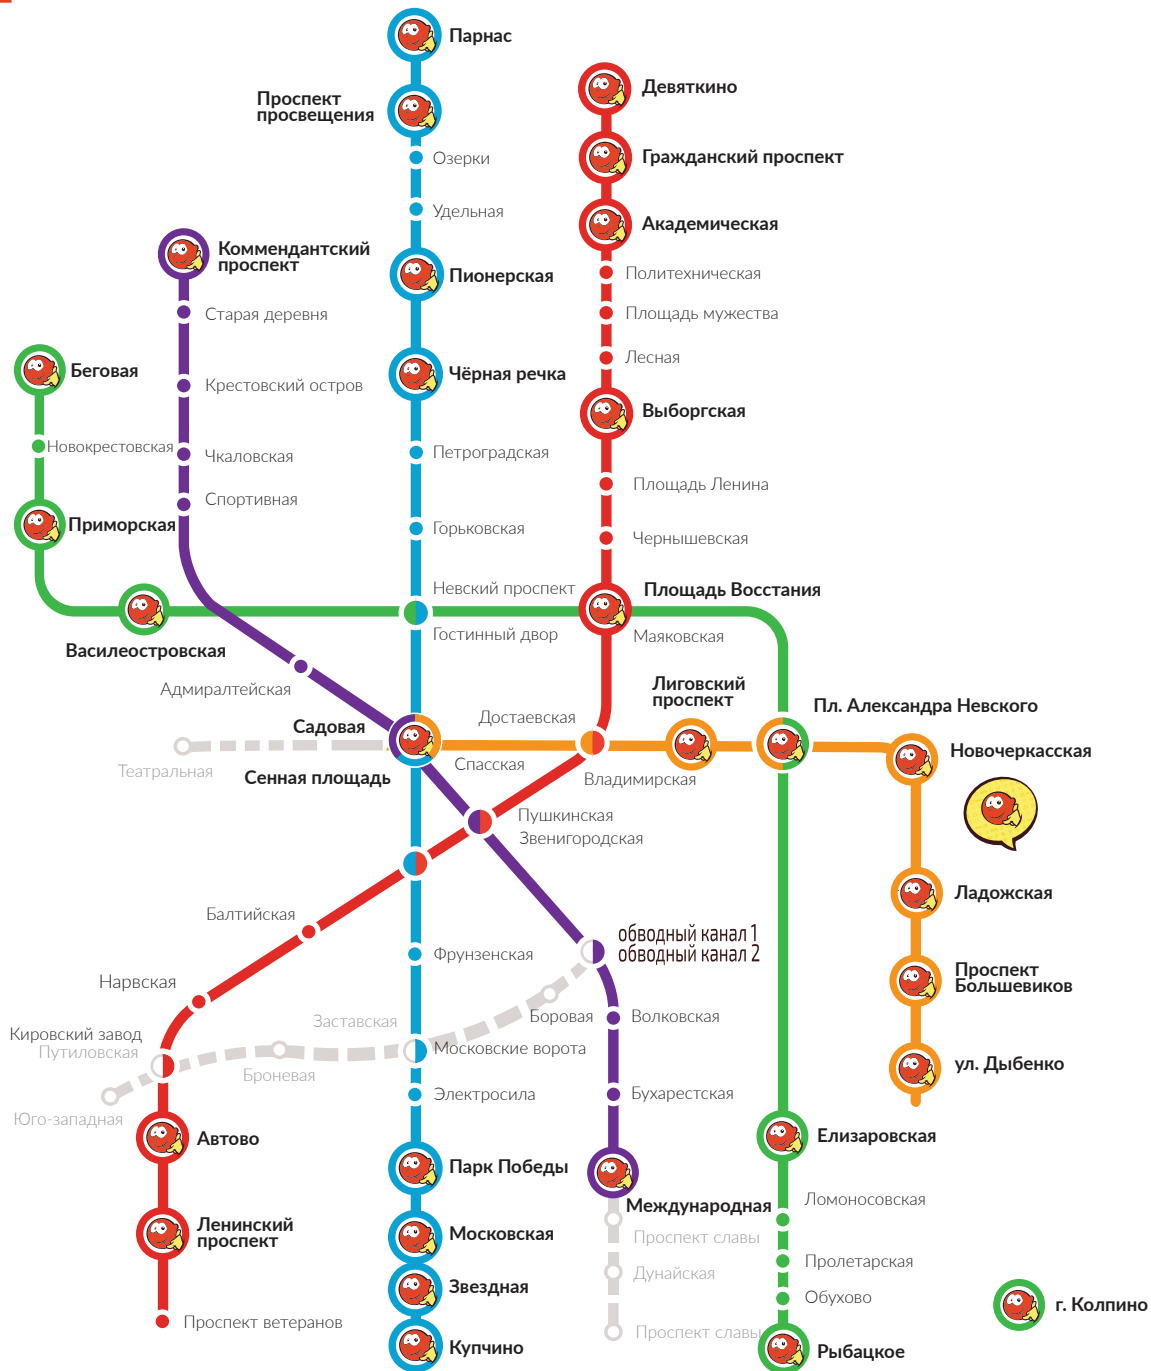 Парнас
Девяткино
Проспект
просвещения
Гражданский проспект
Озерки
Удельная
Академическая
Коммендантский
проспект
Пионерская
Политехническая
Старая деревня
Площадь мужества
Лесная
Беговая
Чёрная речка
Крестовский остров
Выборгская
Новокрестовская
Чкаловская
Петроградская
Площадь Ленина
Спортивная
Приморская
Горьковская
Чернышевская
Невский проспект
Площадь Восстания
Гостинный двор
Маяковская
Василеостровская
Адмиралтейская
Лиговский
проспект
Пл. Александра Невского
Садовая
Достаевская
Новочеркасская
Театральная
Сенная площадь
Спасская
Владимирская
Пушкинская
Звенигородская
Ладожская
Балтийская
обводный канал 1
обводный канал 2
Фрунзенская
Проспект
Большевиков
Нарвская
Заставская
Боровая
Волковская
Кировский завод
Путиловская
Московские ворота
ул. Дыбенко
Броневая
Электросила
Бухарестская
Юго-западная
Автово
Елизаровская
Парк Победы
Международная
Ломоносовская
Ленинский
проспект
Московская
Проспект славы
Пролетарская
Дунайская
Звездная
Обухово
г. Колпино
Проспект ветеранов
Проспект славы
Купчино
Рыбацкое